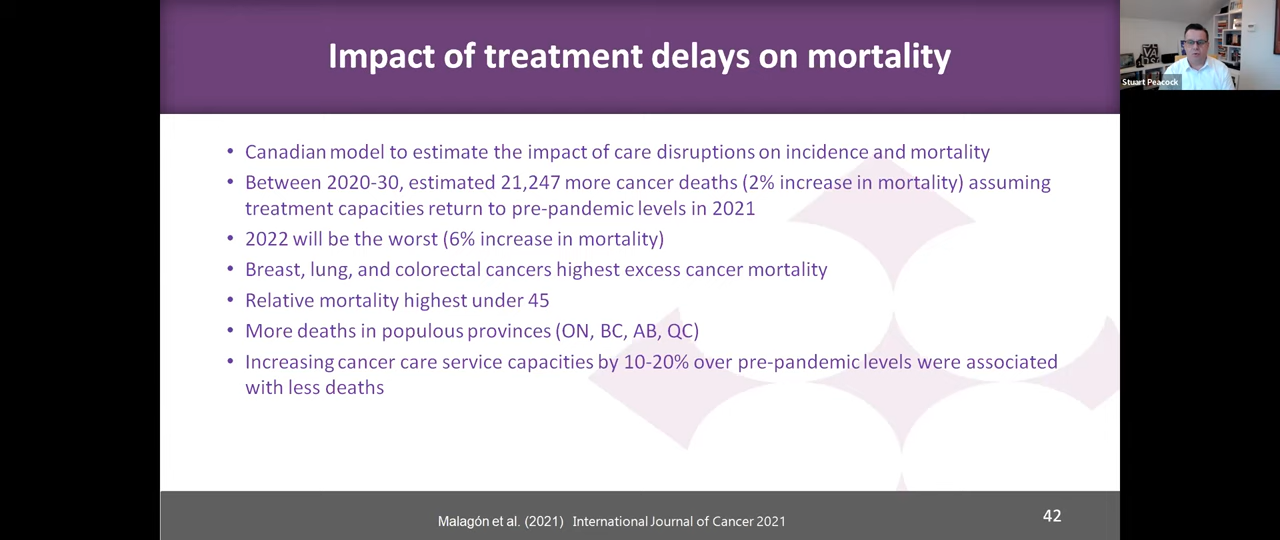 Impact of treatment delays on mortality
Stuart Peacock
• Canadian model to estimate the impact of care disruptions on incidence and mortality
• Between 2020-30, estimated 21,247 more cancer deaths (2% increase in mortality) assuming
treatment capacities return to pre-pandemic levels in 2021
• 2022 will be the worst (6% increase in mortality)
• Breast, lung, and colorectal cancers highest excess cancer mortality
• Relative mortality highest under 45
• More deaths in populous provinces (ON, BC, AB, QC)
• Increasing cancer care service capacities by 10-20% over pre-pandemic levels were associated
with less deaths
Malagón et al. (2021) International Journal of Cancer 2021
42